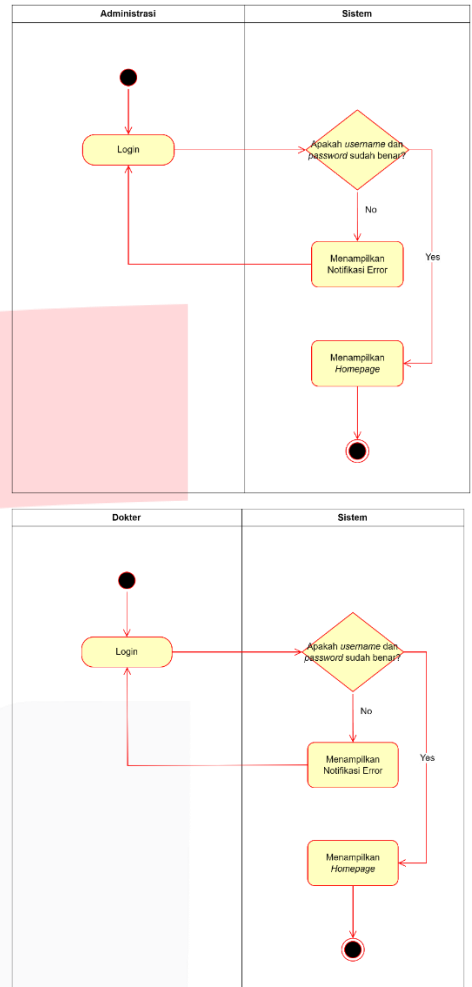 Administrasi
Sistem
Login
Apakah username dan
password sudah benar?
No
Yes
Menampilkan
Notifikasi Error
Menampilkan
Homepage
Dokter
Sistem
Login
Apakah username dan
password sudah benar?
No
Yes
Menampilkan
Notifikasi Error
Menampilkan
Homepage